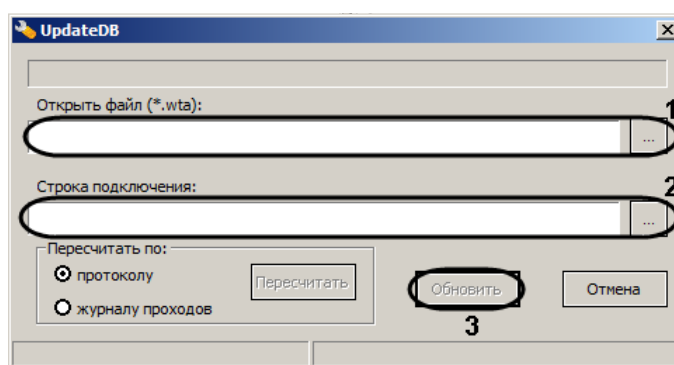 UpdateDB
Открыть файл (*.wta):
1
...
Строка подключения:
2
...
Пересчитать по:
протоколу
Пересчитать
Обновить
Отмена
журналу проходов
3